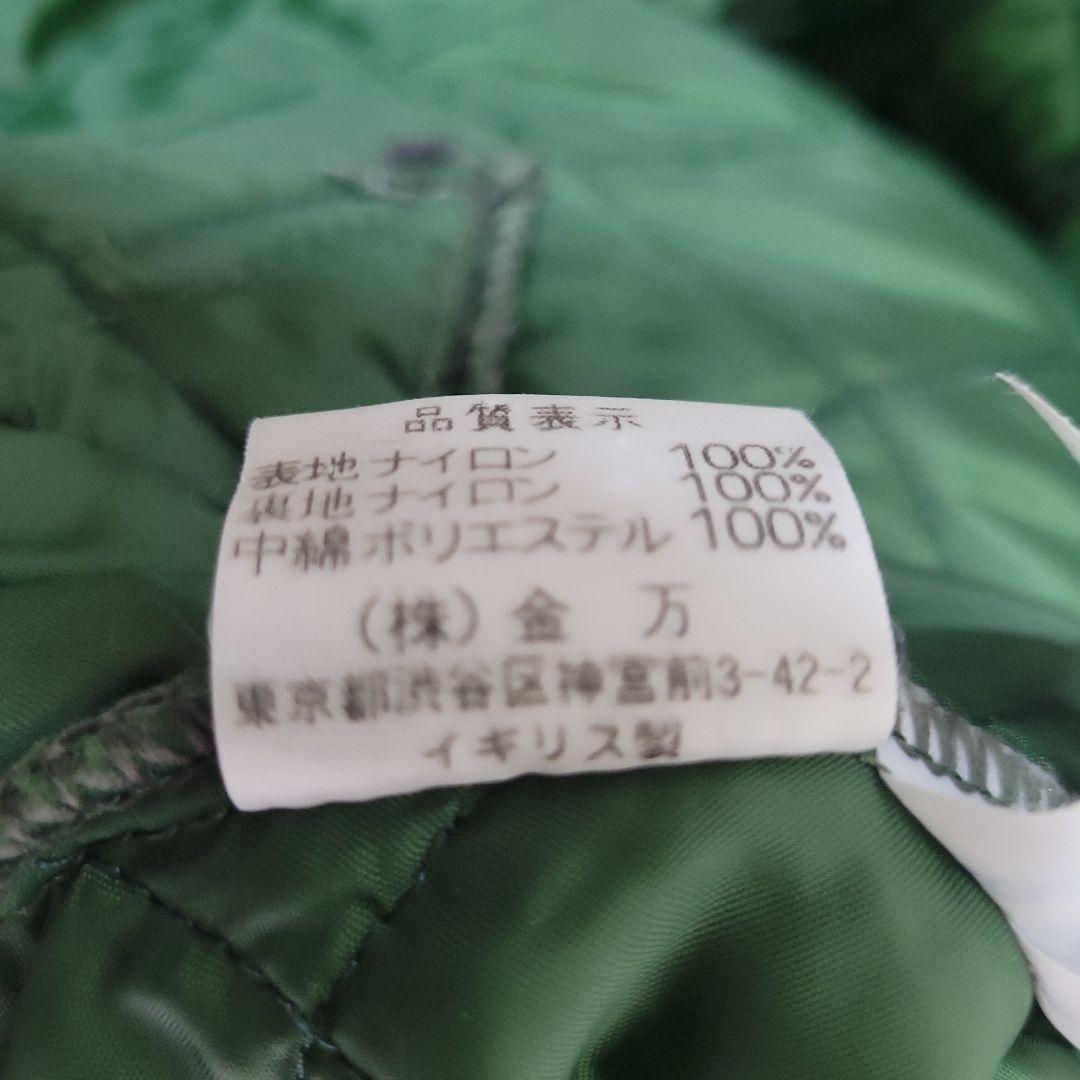 品質表示
表地 ナイロン 100%
裏地 ナイロン 100%
中綿 ポリエステル 100%
(株) 金 万
東京都渋谷区神宮前3-42-2
イギリス製